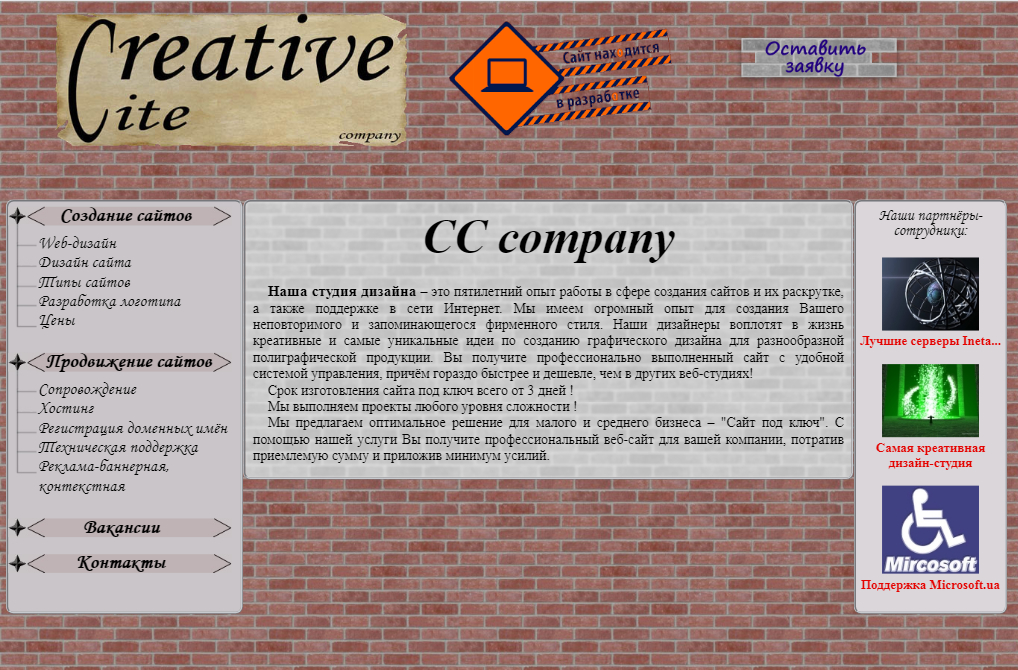 Creative
Cite
company
Сайт находится
в разработке
Оставить
заявку
Создание сайтов
Web-дизайн
Дизайн сайта
Типы сайтов
Разработка логотипа
Цены
Продвижение сайтов
Сопровождение
Хостинг
Регистрация доменных имён
Техническая поддержка
Реклама-баннерная,
контекстная
Вакансии
Контакты
CC company
Наша студия дизайна – это пятилетний опыт работы в сфере создания сайтов и их раскрутке,
а также поддержке в сети Интернет. Мы имеем огромный опыт для создания Вашего
неповторимого и запоминающегося фирменного стиля. Наши дизайнеры воплотят в жизнь
креативные и самые уникальные идеи по созданию графического дизайна для разнообразной
полиграфической продукции. Вы получите профессионально выполненный сайт с удобной
системой управления, причём гораздо быстрее и дешевле, чем в других веб-студиях!
Срок изготовления сайта под ключ всего от 3 дней !
Мы выполняем проекты любого уровня сложности !
Мы предлагаем оптимальное решение для малого и среднего бизнеса – "Сайт под ключ". С
помощью нашей услуги Вы получите профессиональный веб-сайт для вашей компании, потратив
приемлемую сумму и приложив минимум усилий.
Наши партнёры-
сотрудники:
Лучшие серверы Ineta...
Самая креативная
дизайн-студия
Mircosoft
Поддержка Microsoft.ua